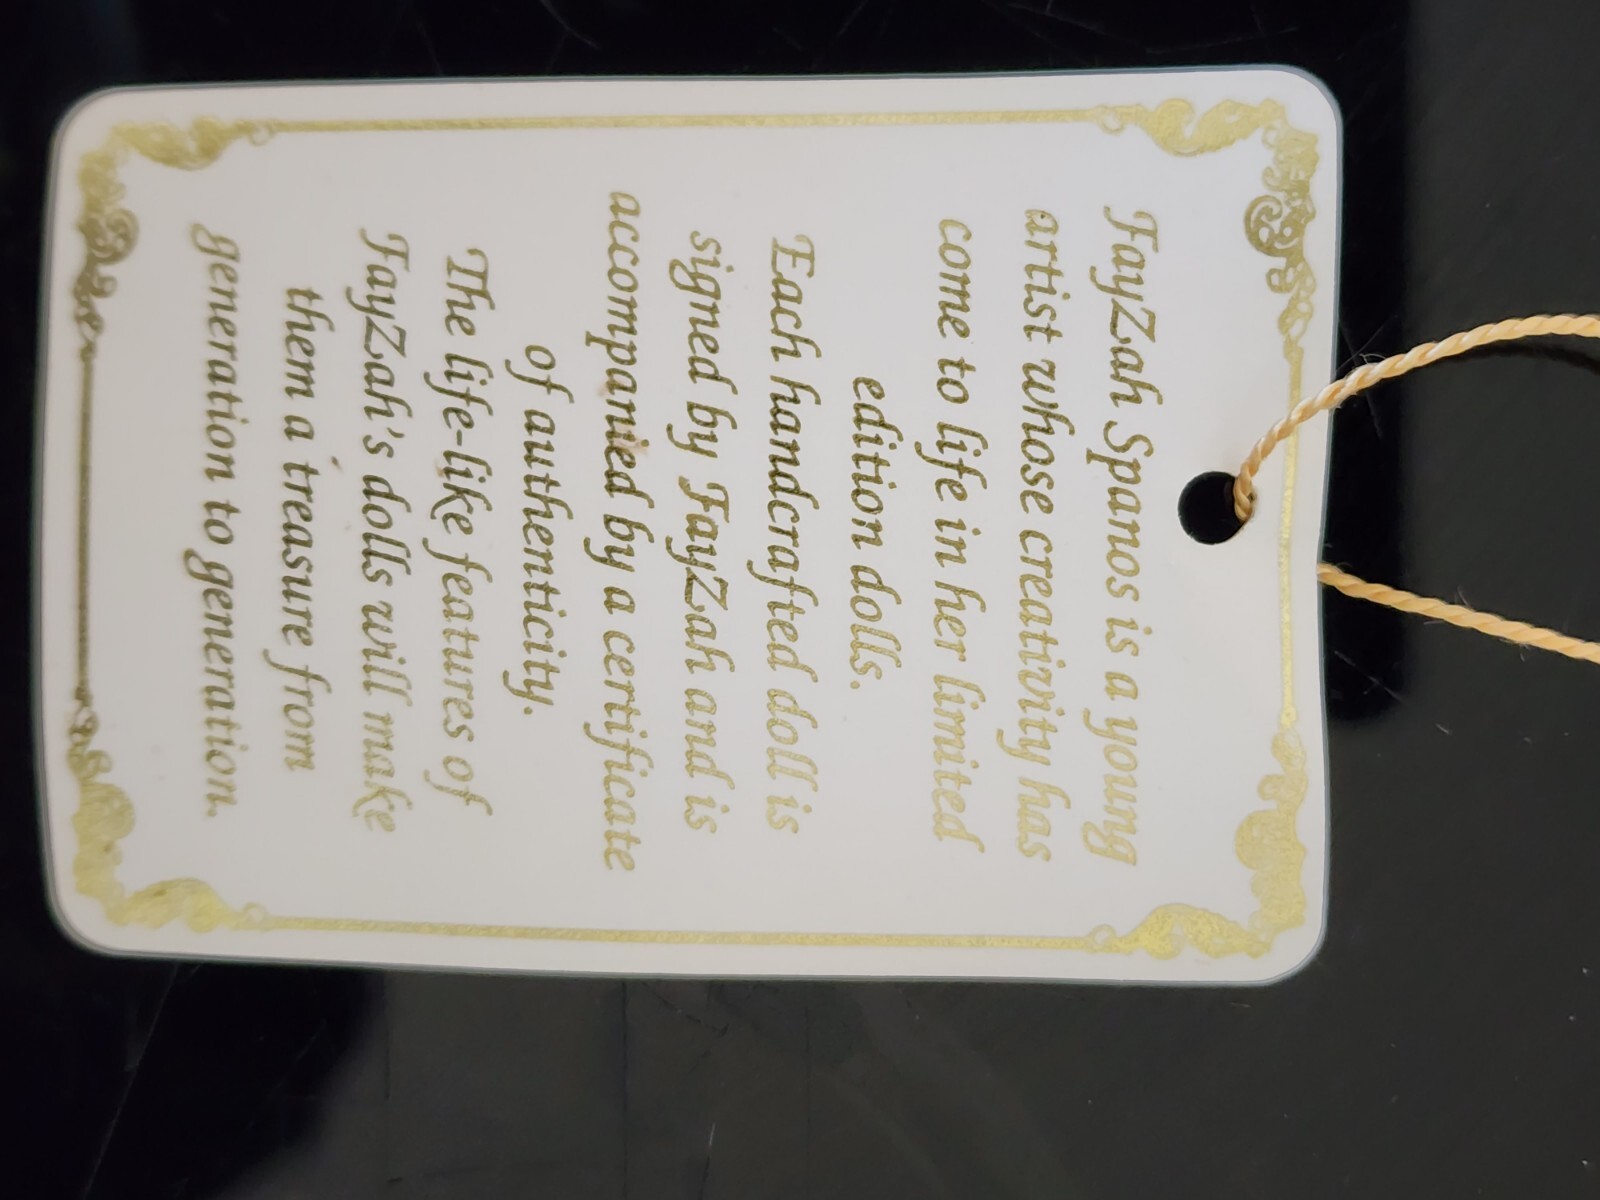 FayZah Spanos is a young
artist whose creativity has
come to life in her limited
edition dolls.
Each handcrafted doll is
signed by FayZah and is
accompanied by a certificate
of authenticity.
The life-like features of
FayZah's dolls will make
them a treasure from
generation to generation.